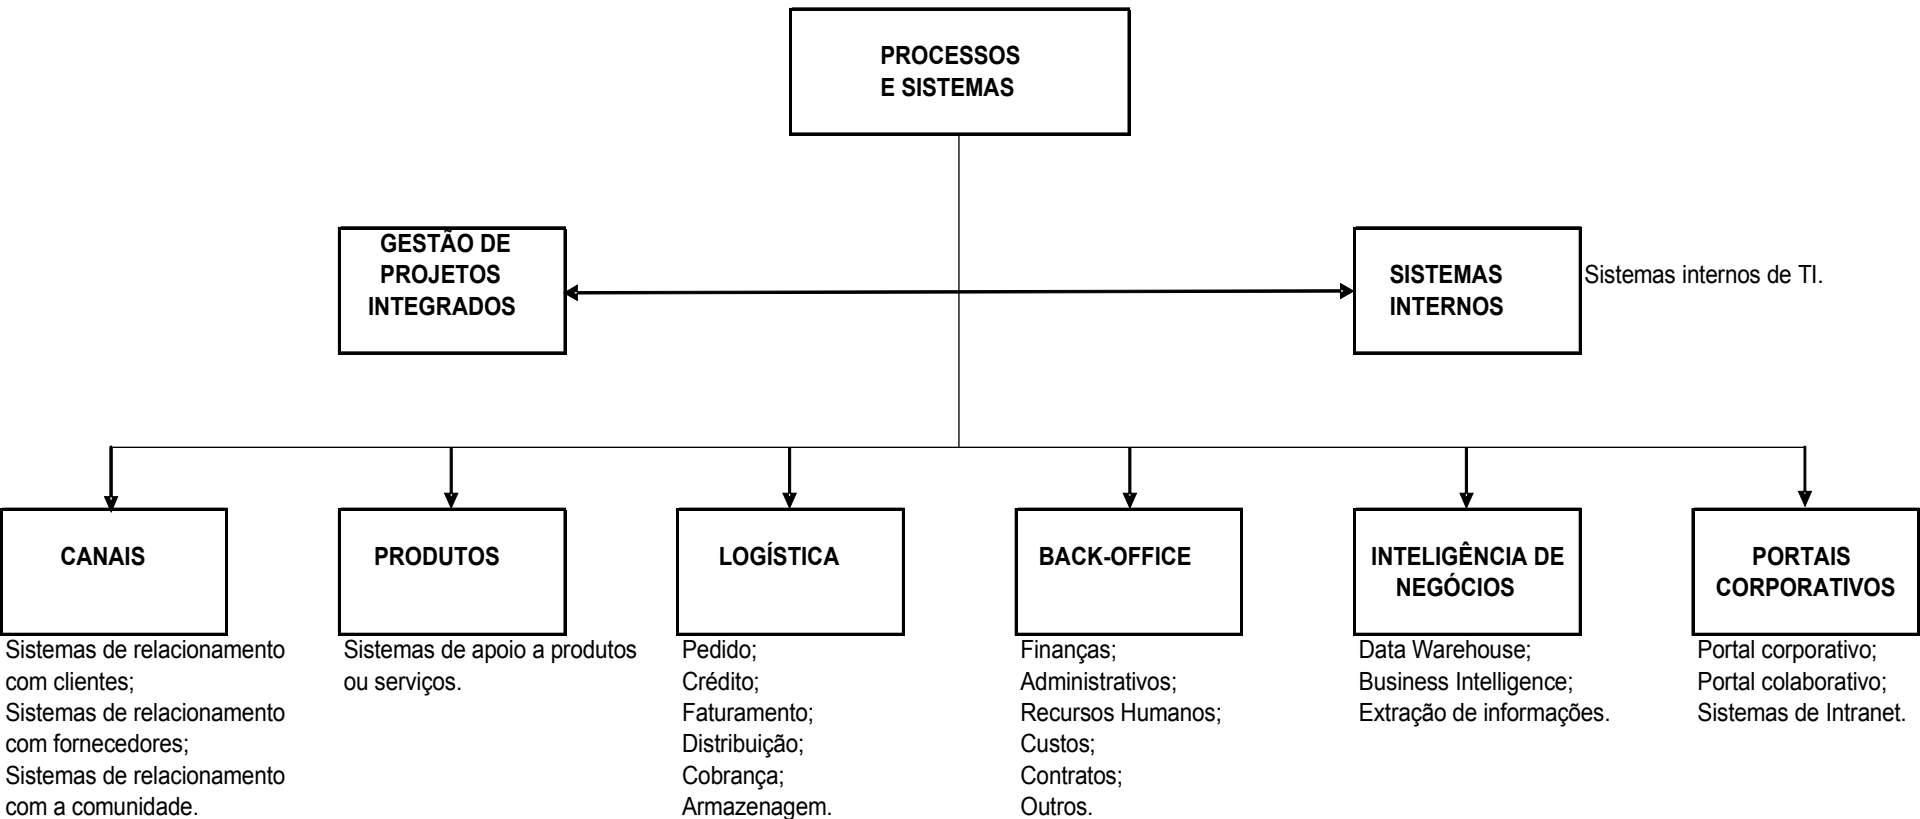 PROCESSOS
E SISTEMAS
GESTÃO DE
PROJETOS
INTEGRADOS
SISTEMAS
INTERNOS
Sistemas internos de TI.
CANAIS
Sistemas de relacionamento
com clientes;
Sistemas de relacionamento
com fornecedores;
Sistemas de relacionamento
com a comunidade.
PRODUTOS
Sistemas de apoio a produtos
ou serviços.
LOGÍSTICA
Pedido;
Crédito;
Faturamento;
Distribuição;
Cobrança;
Armazenagem.
BACK-OFFICE
Finanças;
Administrativos;
Recursos Humanos;
Custos;
Contratos;
Outros.
INTELIGÊNCIA DE
NEGÓCIOS
Data Warehouse;
Business Intelligence;
Extração de informações.
PORTAIS
CORPORATIVOS
Portal corporativo;
Portal colaborativo;
Sistemas de Intranet.